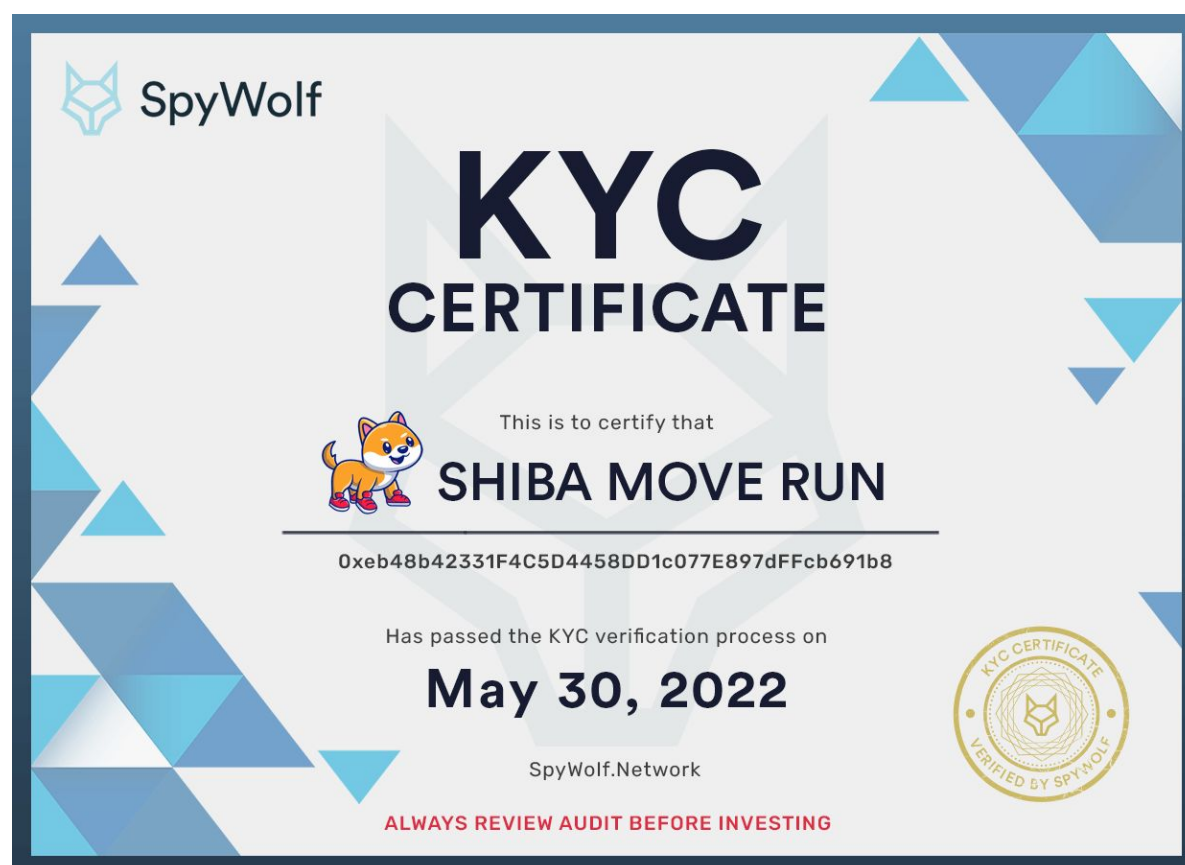 SpyWolf
KYC
CERTIFICATE
This is to certify that
SHIBA MOVE RUN
0xeb48b42331F4C5D4458DD1c077E897dFFcb691b8
Has passed the KYC verification process on
May 30, 2022
SpyWolf.Network
ALWAYS REVIEW AUDIT BEFORE INVESTING
KYC CERTIFICATE
VERIFIED BY SPYWOLF